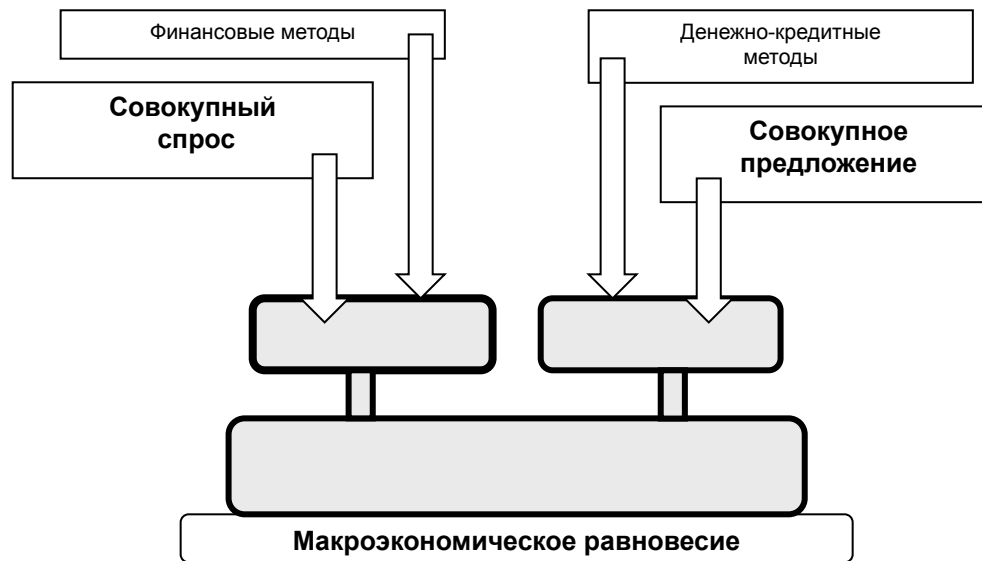 Финансовые методы
Денежно-кредитные
методы
Совокупный
спрос
Совокупное
предложение
Макроэкономическое равновесие